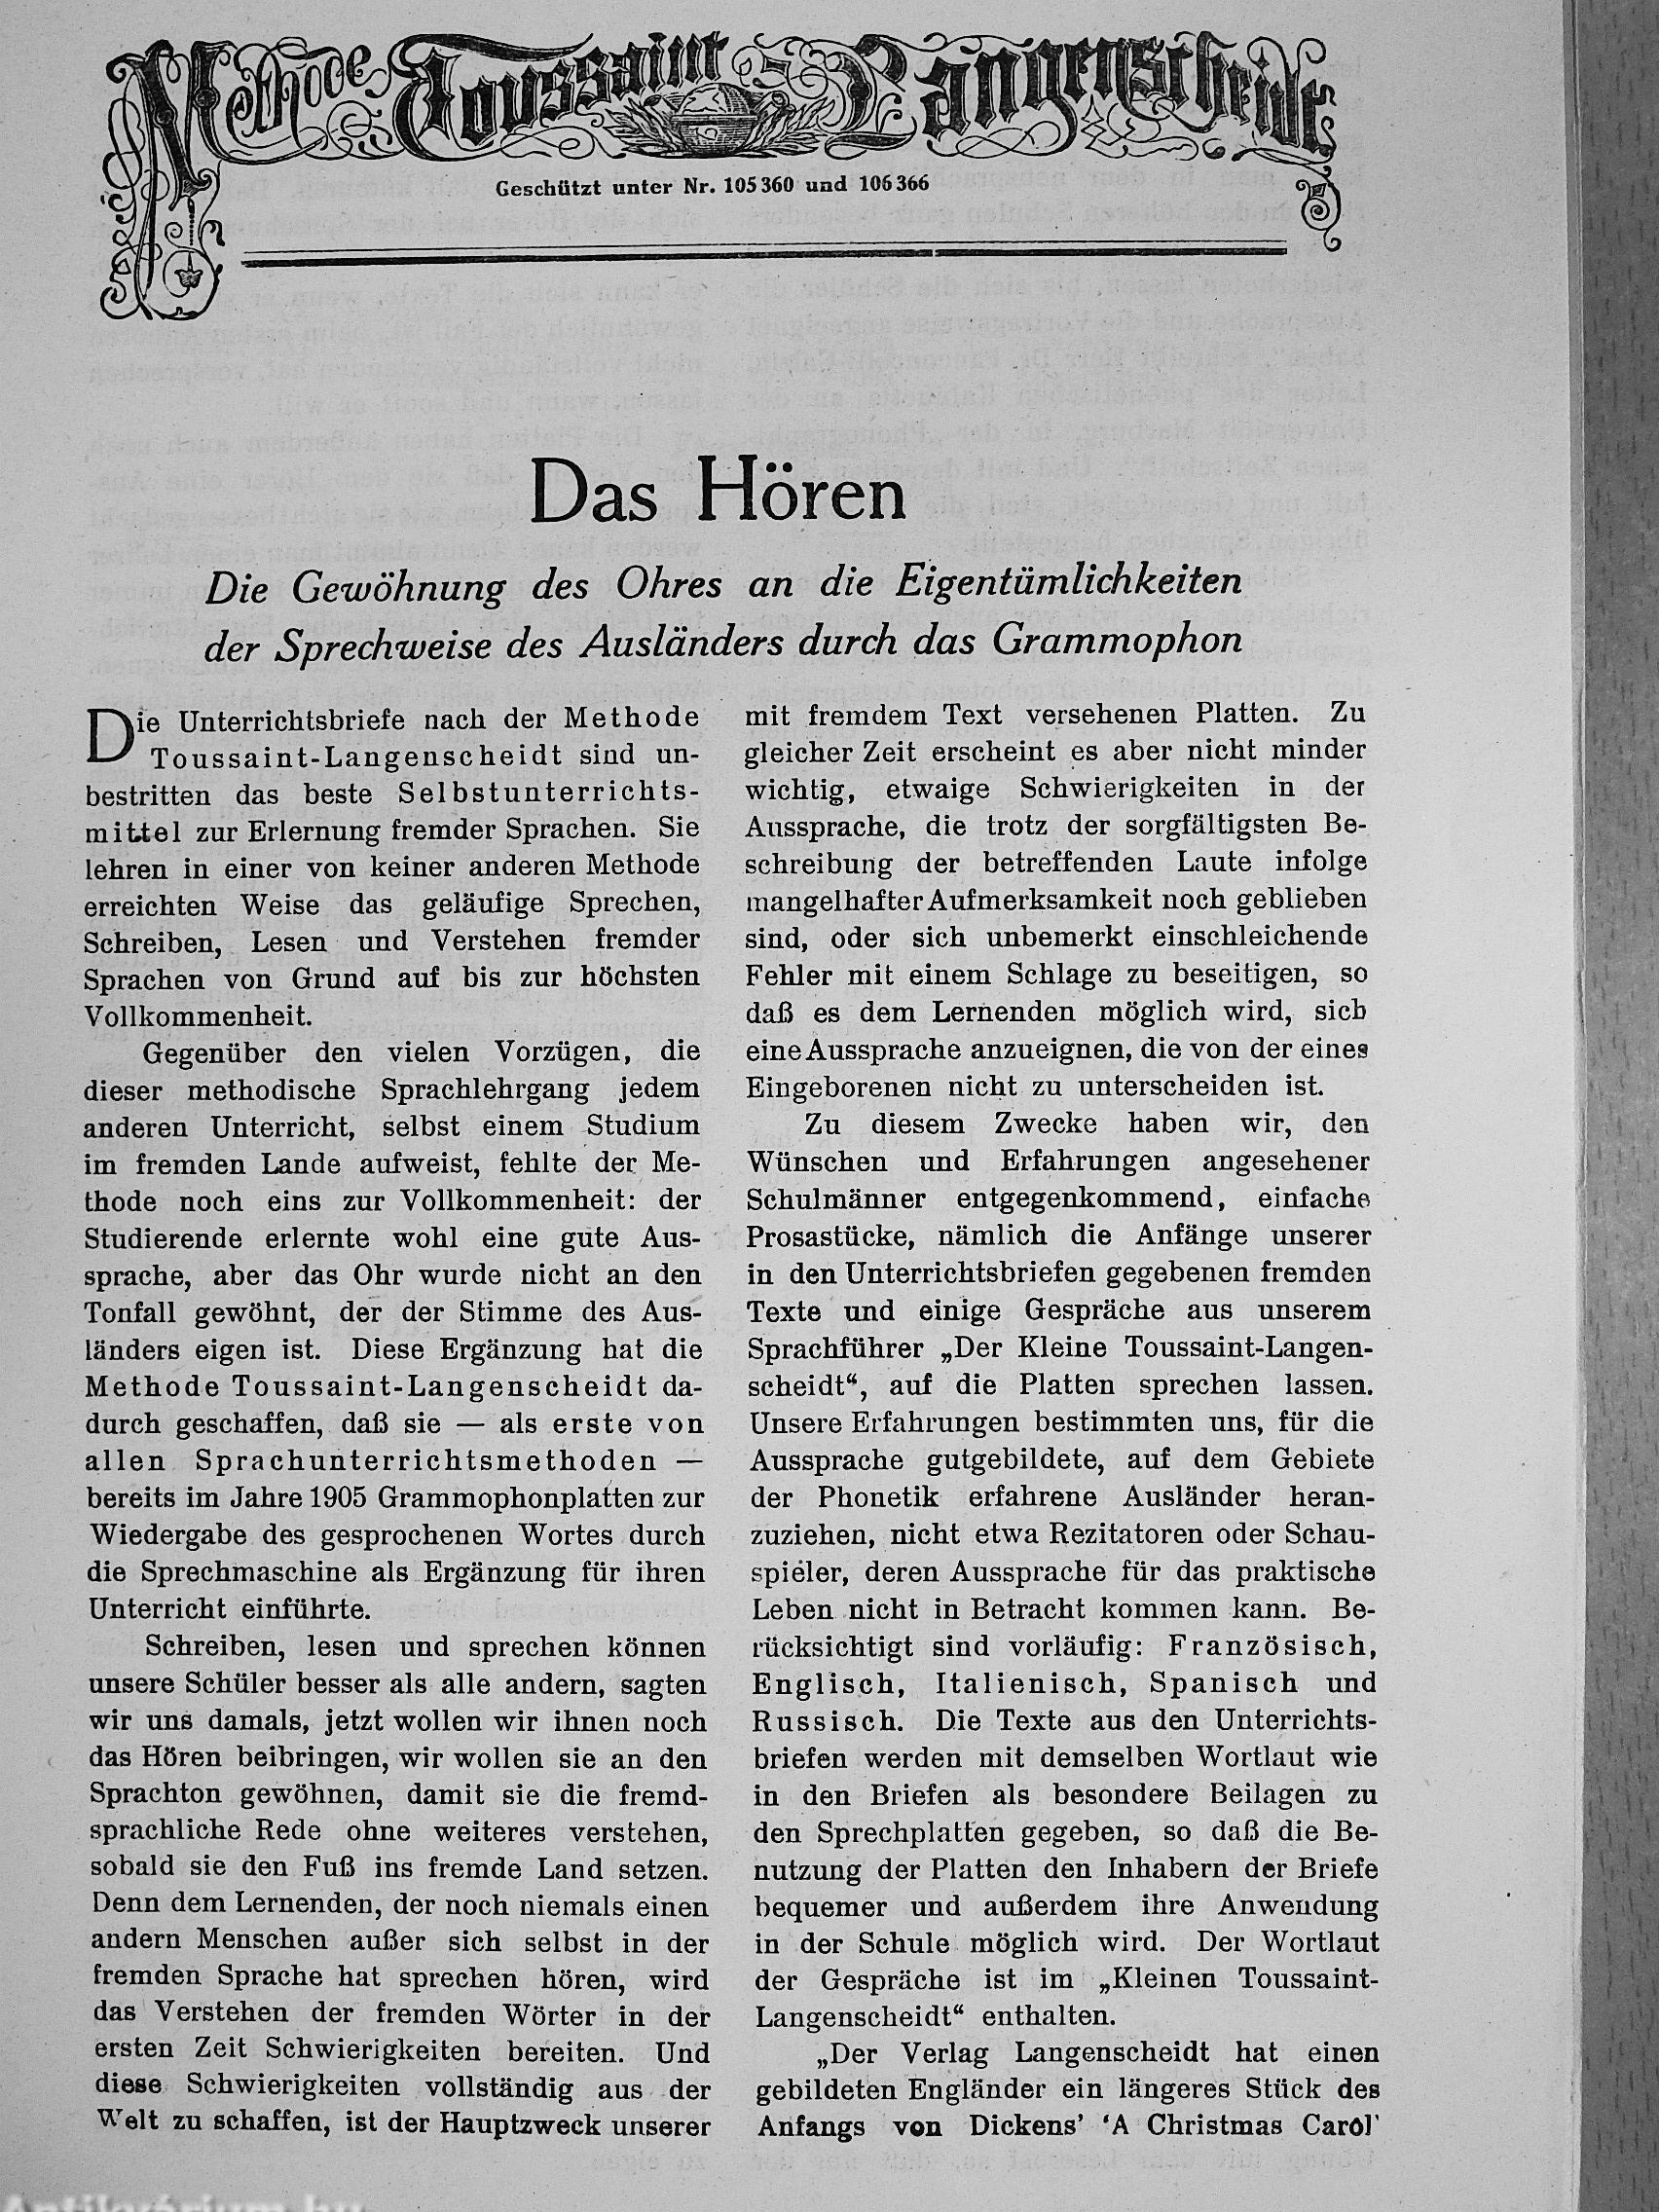 Methode Toussaint Langenscheidt
Geschützt unter Nr. 105360 und 106366
Das Hören
Die Gewöhnung des Ohres an die Eigentümlichkeiten
der Sprechweise des Ausländers durch das Grammophon
Die Unterrichtsbriefe nach der Methode
Toussaint-Langenscheidt sind un-
bestritten das beste Selbstunterrichts-
mittel zur Erlernung fremder Sprachen. Sie
lehren in einer von keiner anderen Methode
erreichten Weise das geläufige Sprechen,
Schreiben, Lesen und Verstehen fremder
Sprachen von Grund auf bis zur höchsten
Vollkommenheit.
Gegenüber den vielen Vorzügen, die
dieser methodische Sprachlehrgang jedem
anderen Unterricht, selbst einem Studium
im fremden Lande aufweist, fehlte der Me-
thode noch eins zur Vollkommenheit: der
Studierende erlernte wohl eine gute Aus-
sprache, aber das Ohr wurde nicht an den
Tonfall gewöhnt, der der Stimme des Aus-
länders eigen ist. Diese Ergänzung hat die
Methode Toussaint-Langenscheidt da-
durch geschaffen, daß sie — als erste von
allen Sprachunterrichtsmethoden —
bereits im Jahre 1905 Grammophonplatten zur
Wiedergabe des gesprochenen Wortes durch
die Sprechmaschine als Ergänzung für ihren
Unterricht einführte.
Schreiben, lesen und sprechen können
unsere Schüler besser als alle andern, sagten
wir uns damals, jetzt wollen wir ihnen noch
das Hören beibringen, wir wollen sie an den
Sprachton gewöhnen, damit sie die fremd-
sprachliche Rede ohne weiteres verstehen,
sobald sie den Fuß ins fremde Land setzen.
Denn dem Lernenden, der noch niemals einen
andern Menschen außer sich selbst in der
fremden Sprache hat sprechen hören, wird
das Verstehen der fremden Wörter in der
ersten Zeit Schwierigkeiten bereiten. Und
diese Schwierigkeiten vollständig aus der
Welt zu schaffen, ist der Hauptzweck unserer
mit fremdem Text versehenen Platten. Zu
gleicher Zeit erscheint es aber nicht minder
wichtig, etwaige Schwierigkeiten in der
Aussprache, die trotz der sorgfältigsten Be-
schreibung der betreffenden Laute infolge
mangelhafter Aufmerksamkeit noch geblieben
sind, oder sich unbemerkt einschleichende
Fehler mit einem Schlage zu beseitigen, so
daß es dem Lernenden möglich wird, sich
eine Aussprache anzueignen, die von der eines
Eingeborenen nicht zu unterscheiden ist.
Zu diesem Zwecke haben wir, den
Wünschen und Erfahrungen angesehener
Schulmänner entgegenkommend, einfache
Prosastücke, nämlich die Anfänge unserer
in den Unterrichtsbriefen gegebenen fremden
Texte und einige Gespräche aus unserem
Sprachführer „Der Kleine Toussaint-Langen-
scheidt“, auf die Platten sprechen lassen.
Unsere Erfahrungen bestimmten uns, für die
Aussprache gutgebildete, auf dem Gebiete
der Phonetik erfahrene Ausländer heran-
zuziehen, nicht etwa Rezitatoren oder Schau-
spieler, deren Aussprache für das praktische
Leben nicht in Betracht kommen kann. Be-
rücksichtigt sind vorläufig: Französisch,
Englisch, Italienisch, Spanisch und
Russisch. Die Texte aus den Unterrichts-
briefen werden mit demselben Wortlaut wie
in den Briefen als besondere Beilagen zu
den Sprechplatten gegeben, so daß die Be-
nutzung der Platten den Inhabern der Briefe
bequemer und außerdem ihre Anwendung
in der Schule möglich wird. Der Wortlaut
der Gespräche ist im „Kleinen Toussaint-
Langenscheidt“ enthalten.
„Der Verlag Langenscheidt hat einen
gebildeten Engländer ein längeres Stück des
Anfangs von Dickens’ ‘A Christmas Carol’
Antikvárium.hu